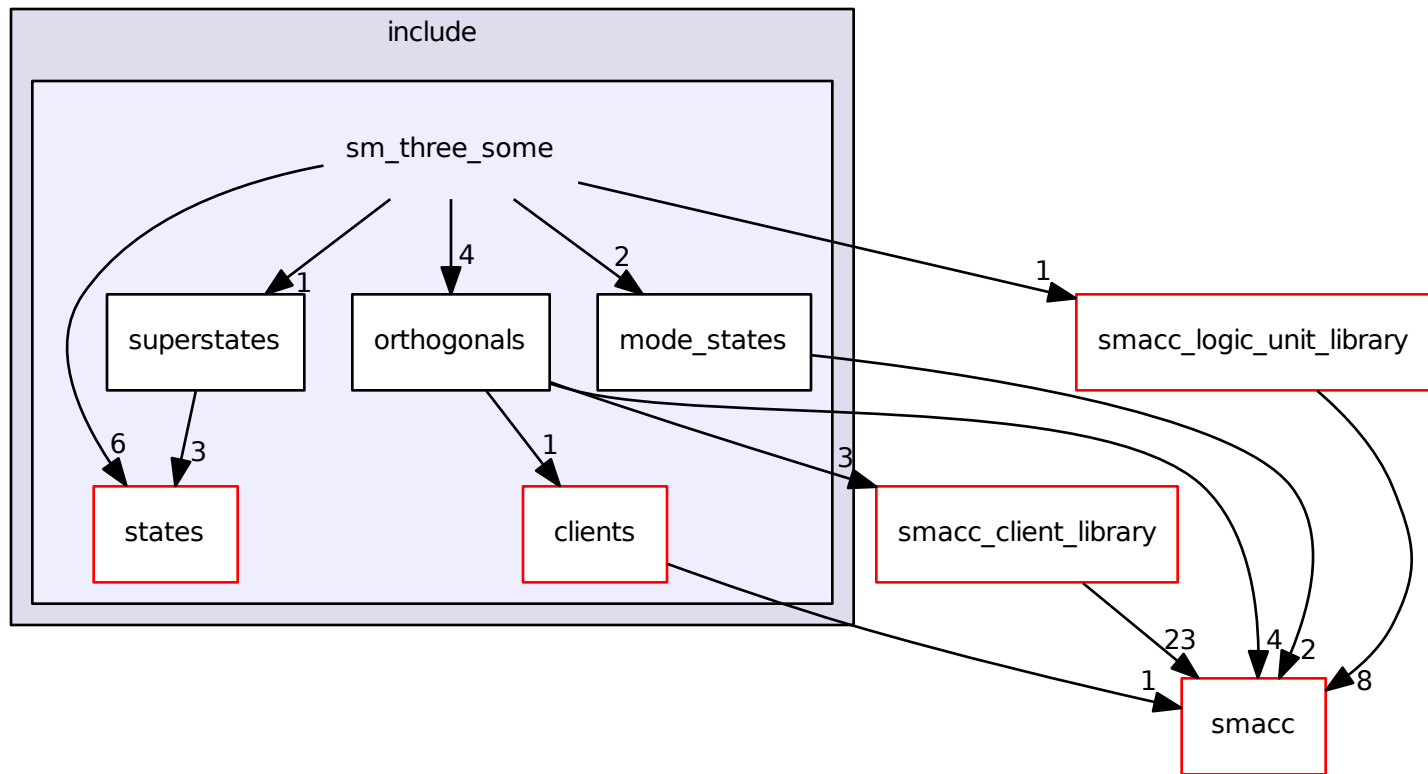 include
sm_three_some
1
2
4
1
superstates
orthogonals
mode_states
smacc_logic_unit_library
6
3
1
3
states
clients
smacc_client_library
23
4
2
1
8
smacc